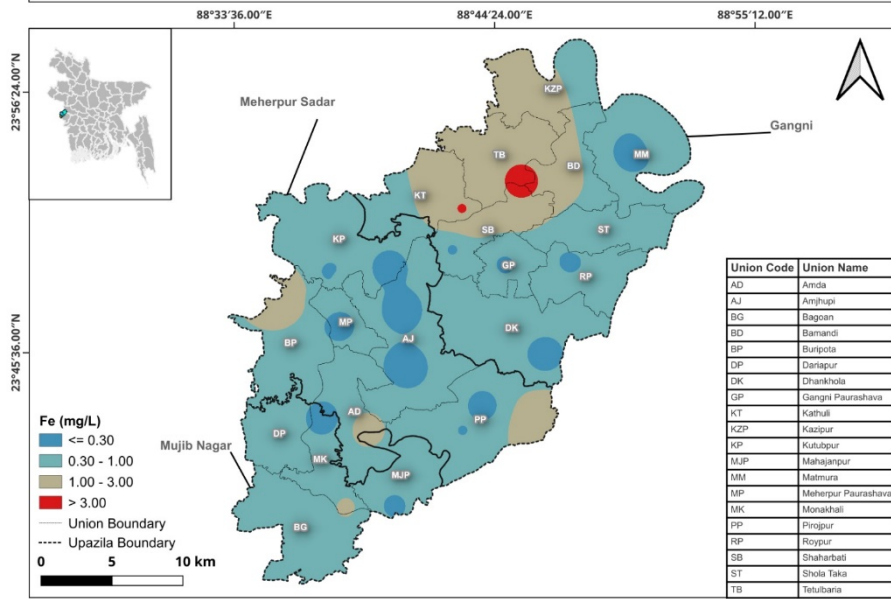 88°33′36.00″E 88°44′24.00″E 88°55′12.00″E
23°56′24.00″N
23°45′36.00″N
Meherpur Sadar
Gangni
Mujib Nagar
KZP
TB
BD
MM
KT
SB
ST
KP
GP
RP
MP
AJ
DK
BP
AD
PP
DP
MK
MJP
BG
Fe (mg/L)
<= 0.30
0.30 - 1.00
1.00 - 3.00
> 3.00
Union Boundary
Upazila Boundary
0 5 10 km
Union Code Union Name
AD Amda
AJ Amjhupi
BG Bagoan
BD Bamandi
BP Buripota
DP Dariapur
DK Dhankhola
GP Gangni Paurashava
KT Kathuli
KZP Kazipur
KP Kutubpur
MJP Mahajanpur
MM Matmura
MP Meherpur Paurashava
MK Monakhali
PP Pirojpur
RP Roypur
SB Shaharbati
ST Shola Taka
TB Tetulbaria